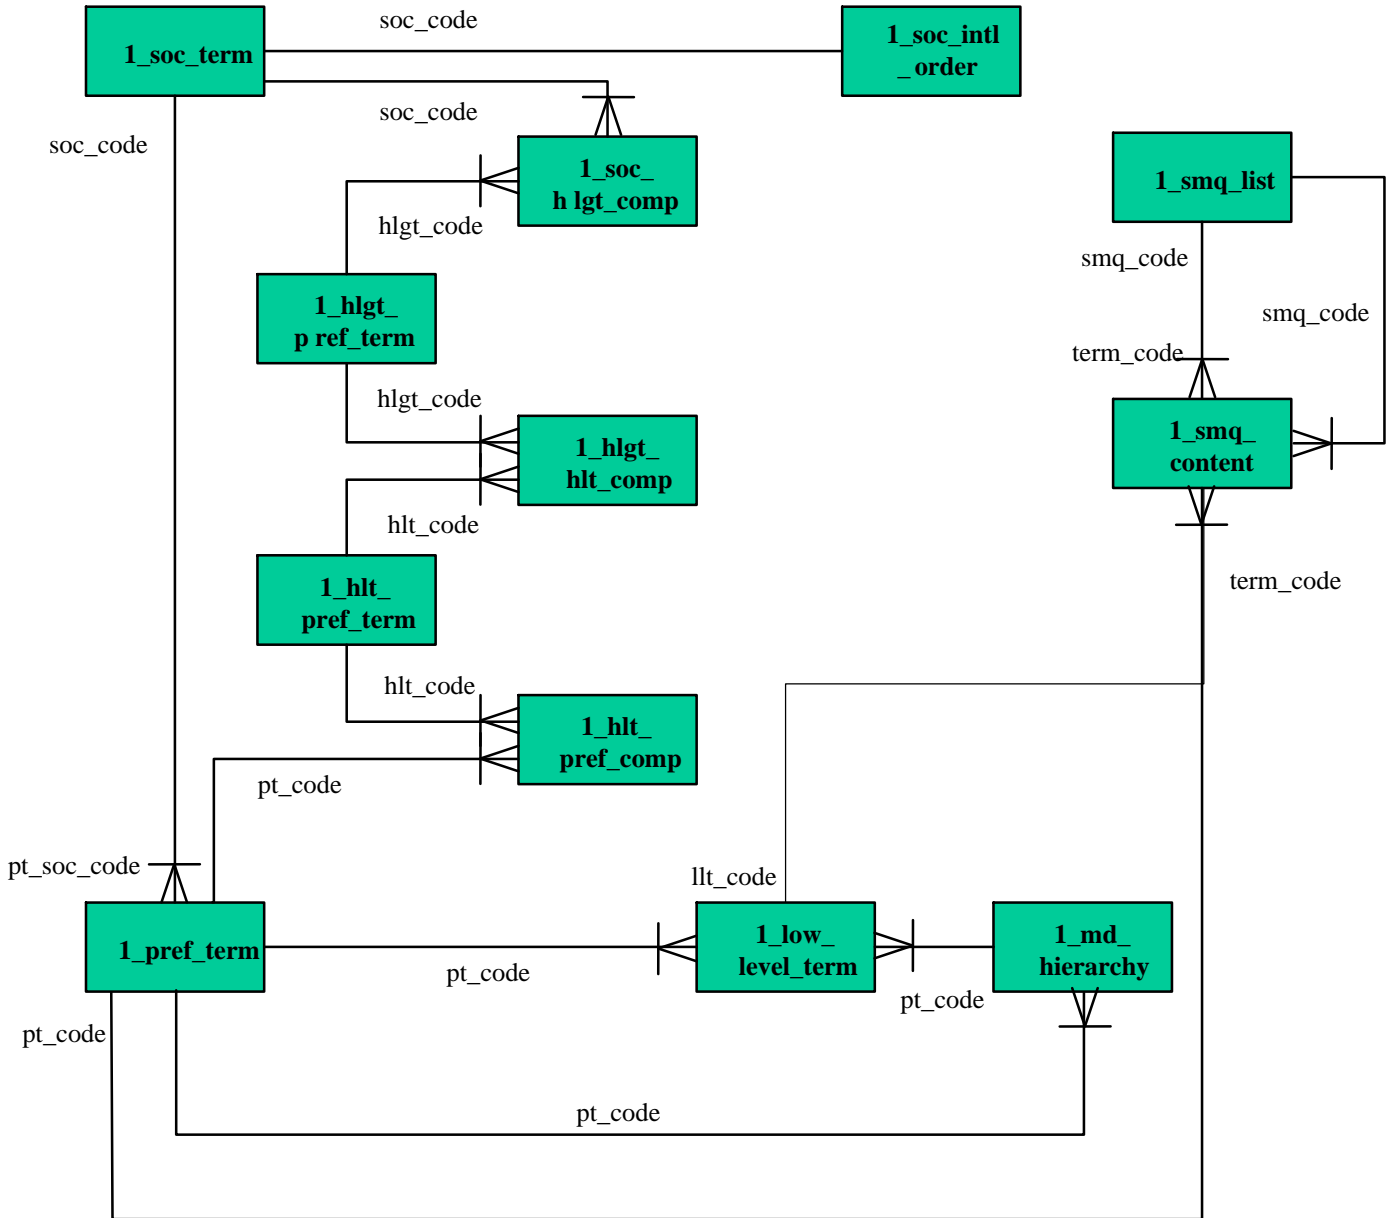 soc_code
1_soc_term
1_soc_intl
_ order
soc_code
soc_code
1_soc_
h lgt_comp
1_smq_list
hlgt_code
smq_code
smq_code
1_hlgt_
p ref_term
term_code
hlgt_code
1_smq_
content
1_hlgt_
hlt_comp
hlt_code
term_code
1_hlt_
pref_term
hlt_code
1_hlt_
pref_comp
pt_code
pt_soc_code
llt_code
1_pref_term
1_low_
level_term
1_md_
hierarchy
pt_code
pt_code
pt_code
pt_code